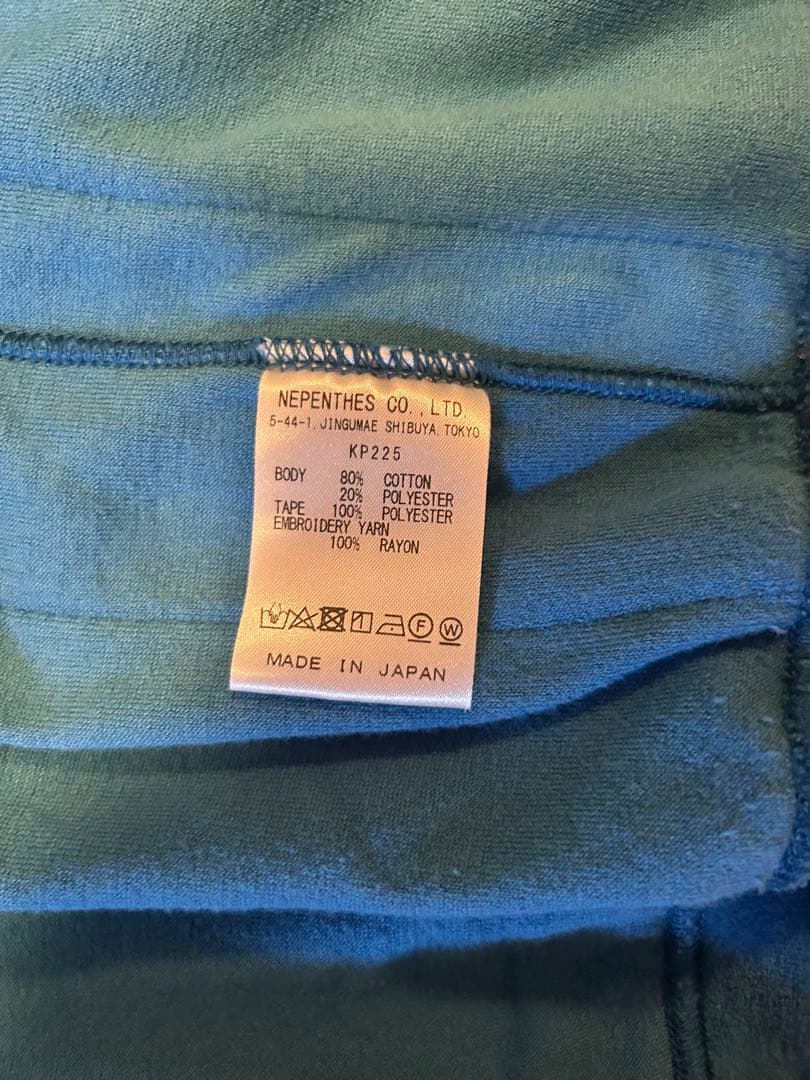 NEPENTHES CO., LTD.
5-44-1, JINGUMAE SHIBUYA, TOKYO
KP225
BODY 80% COTTON
20% POLYESTER
TAPE 100% POLYESTER
EMBROIDERY YARN
100% RAYON
F W
MADE IN JAPAN